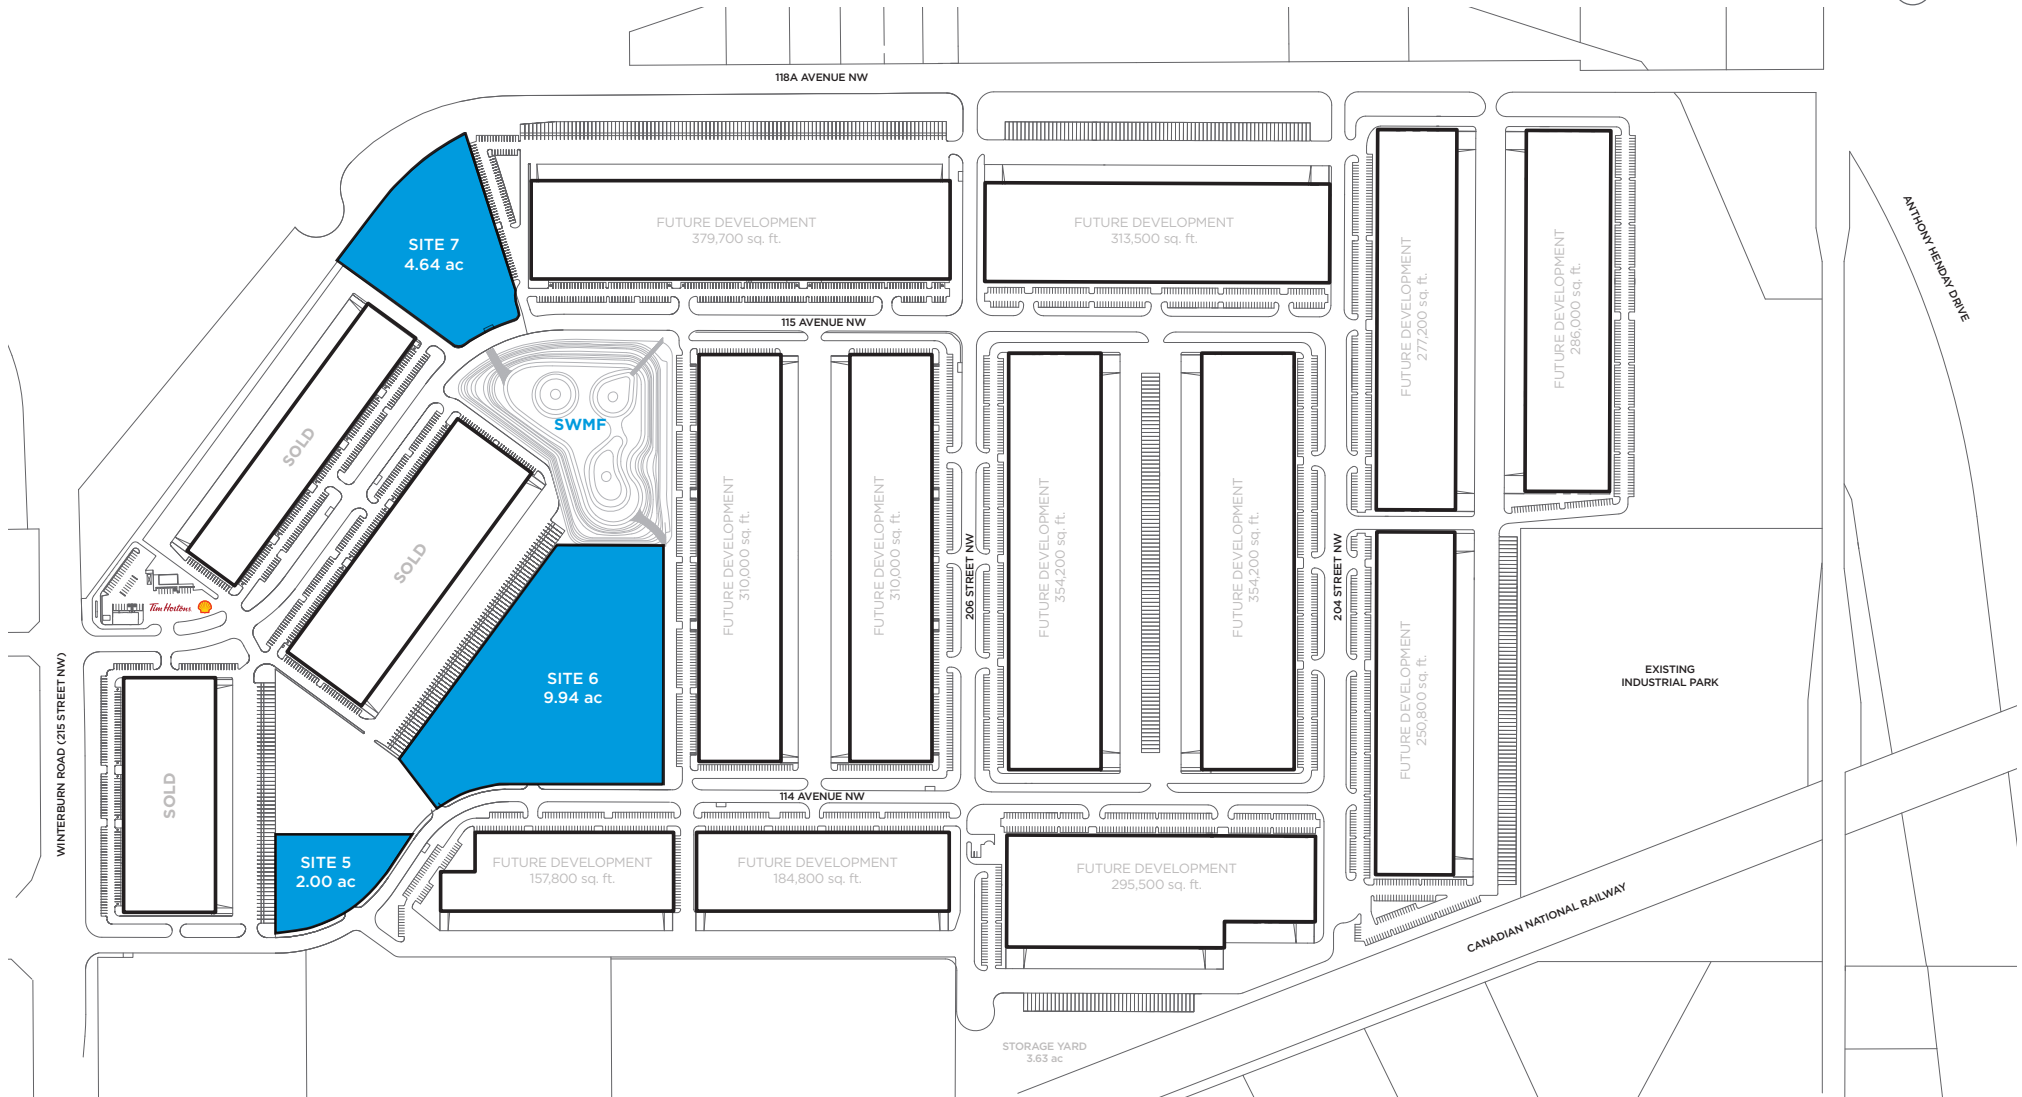 118A AVENUE NW
SITE 7
4.64 ac
FUTURE DEVELOPMENT
379,700 sq. ft.
FUTURE DEVELOPMENT
313,500 sq. ft.
FUTURE DEVELOPMENT
277,200 sq. ft.
FUTURE DEVELOPMENT
286,000 sq. ft.
ANTHONY HENDAY DRIVE
115 AVENUE NW
SOLD
SWMF
SOLD
FUTURE DEVELOPMENT
310,000 sq. ft.
FUTURE DEVELOPMENT
310,000 sq. ft.
206 STREET NW
FUTURE DEVELOPMENT
354,200 sq. ft.
FUTURE DEVELOPMENT
354,200 sq. ft.
204 STREET NW
Tim Hortons
SITE 6
9.94 ac
FUTURE DEVELOPMENT
250,800 sq. ft.
EXISTING
INDUSTRIAL PARK
WINTERBURN ROAD (215 STREET NW)
SOLD
114 AVENUE NW
SITE 5
2.00 ac
FUTURE DEVELOPMENT
157,800 sq. ft.
FUTURE DEVELOPMENT
184,800 sq. ft.
FUTURE DEVELOPMENT
295,500 sq. ft.
CANADIAN NATIONAL RAILWAY
STORAGE YARD
3.63 ac